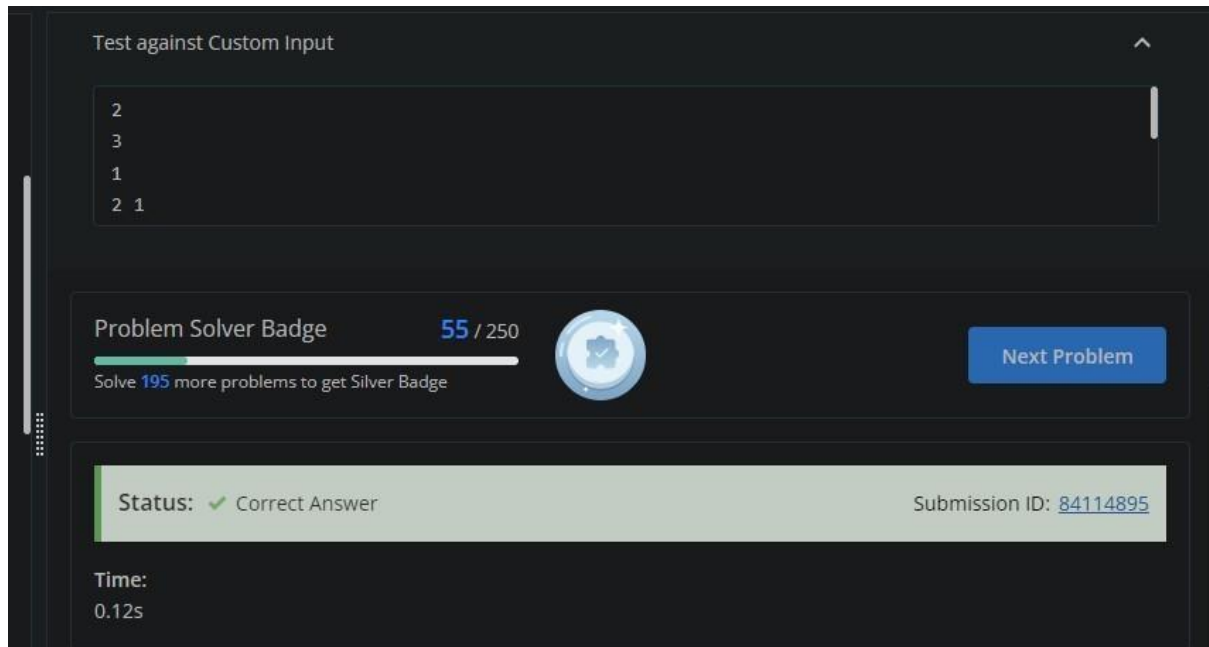 Test against Custom Input
2
3
1
2 1
Problem Solver Badge 55 / 250
Solve 195 more problems to get Silver Badge
Next Problem
Status: Correct Answer Submission ID: 84114895
Time:
0.12s